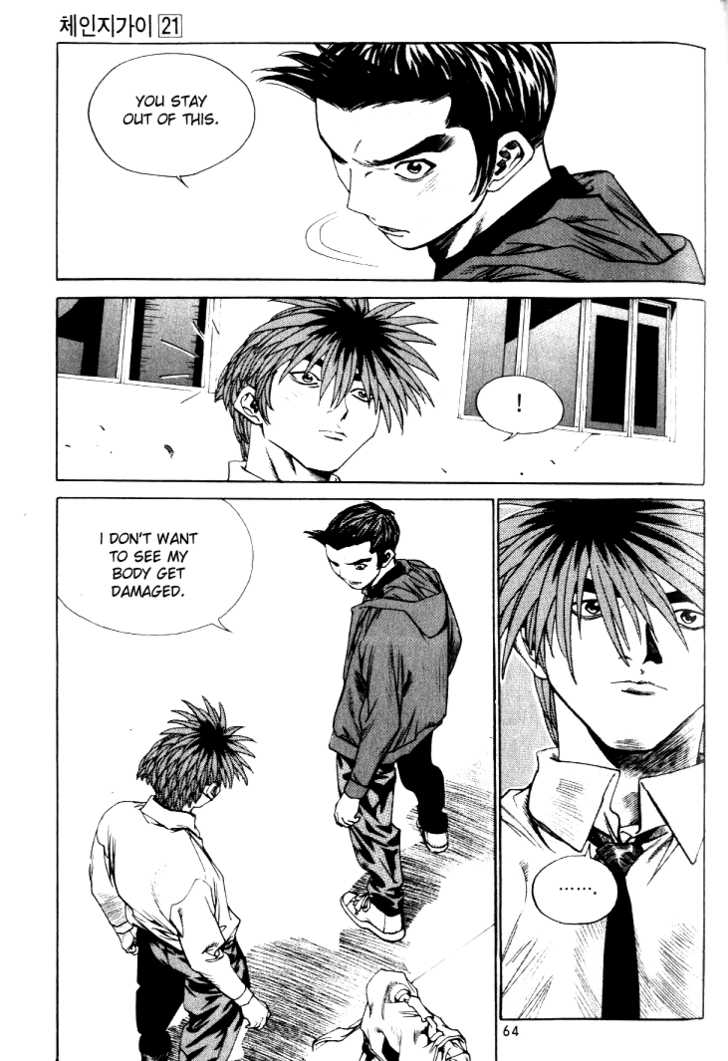 체인지가이 21
YOU STAY
OUT OF THIS.
!
I DON'T WANT
TO SEE MY
BODY GET
DAMAGED.
.......
64